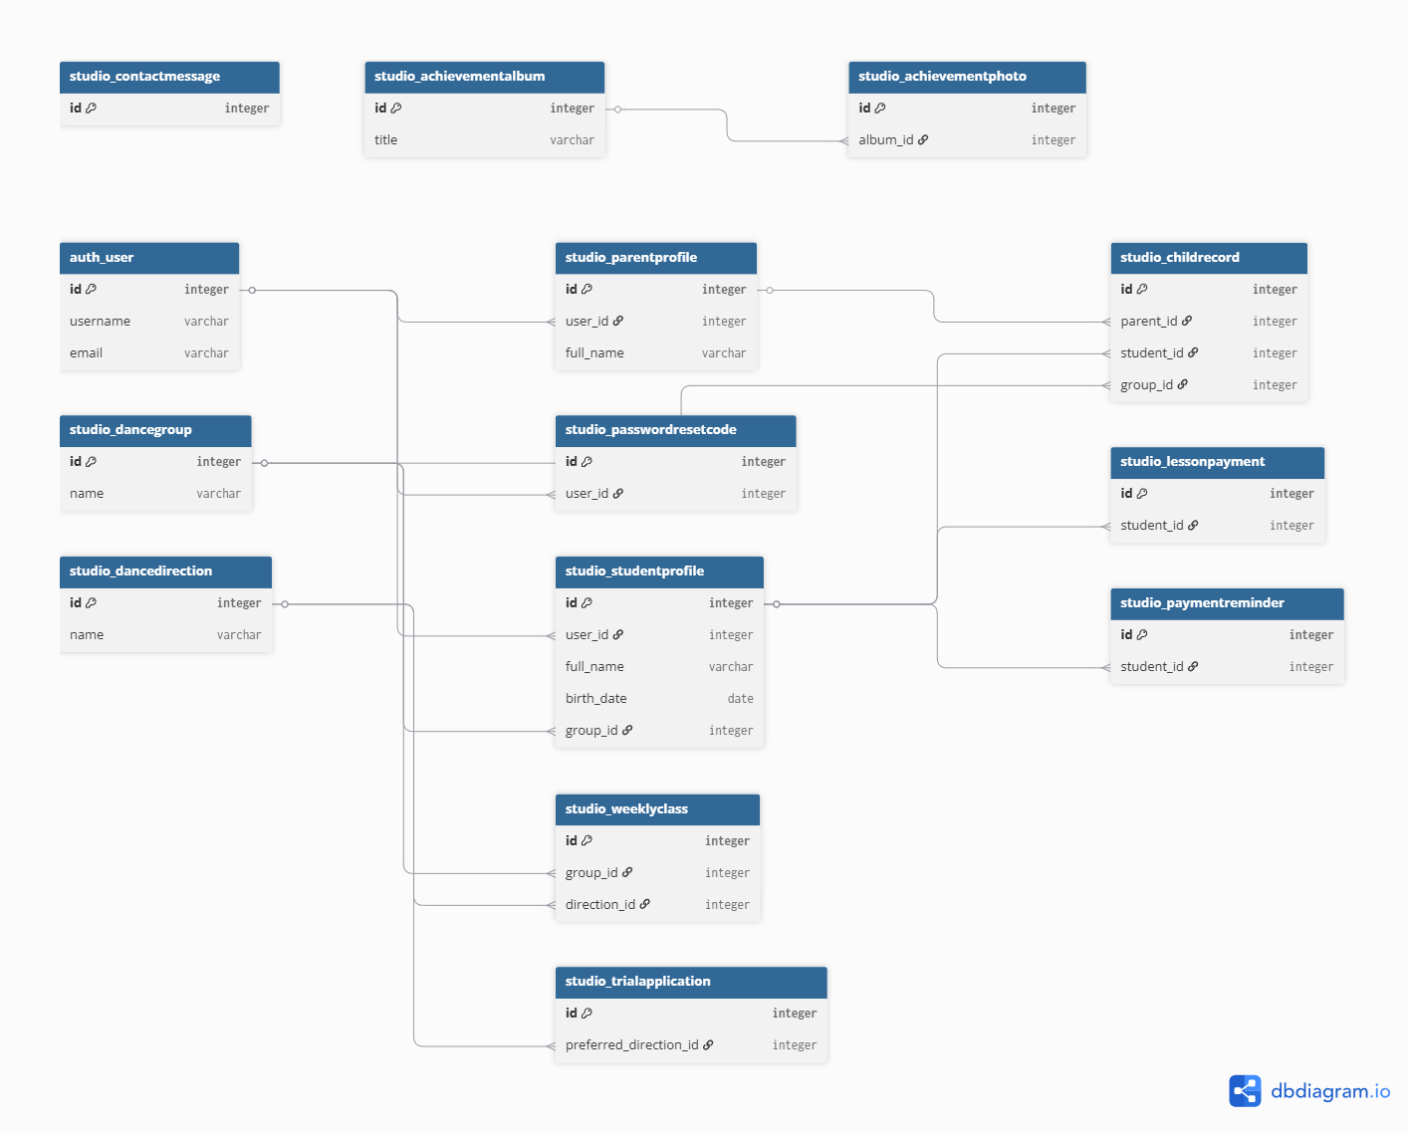 studio_contactmessage
id integer
studio_achievementalbum
id integer
title varchar
studio_achievementphoto
id integer
album_id integer
auth_user
id integer
username varchar
email varchar
studio_parentprofile
id integer
user_id integer
full_name varchar
studio_childrecord
id integer
parent_id integer
student_id integer
group_id integer
studio_dancegroup
id integer
name varchar
studio_passwordresetcode
id integer
user_id integer
studio_lessonpayment
id integer
student_id integer
studio_dancedirection
id integer
name varchar
studio_studentprofile
id integer
user_id integer
full_name varchar
birth_date date
group_id integer
studio_paymentreminder
id integer
student_id integer
studio_weeklyclass
id integer
group_id integer
direction_id integer
studio_trialapplication
id integer
preferred_direction_id integer
dbdiagram.io